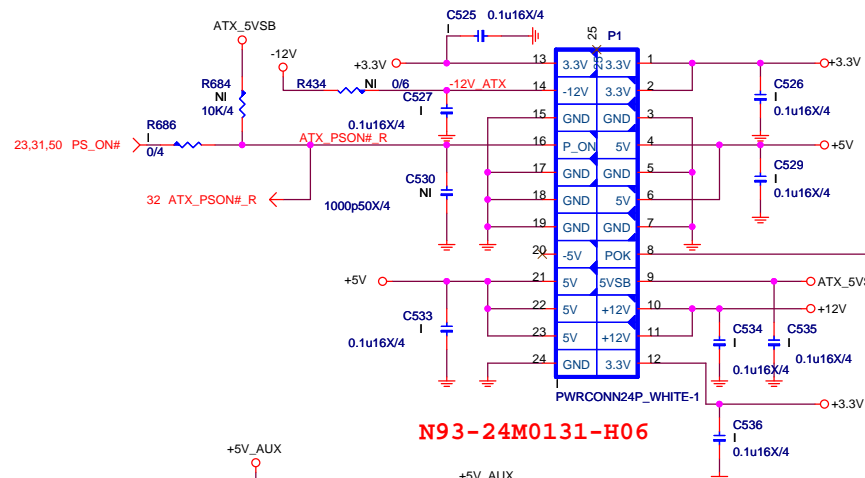 C525
I
0.1u16X/4
25
P1
ATX_5VSB
-12V
+3.3V
13
3.3V
3.3V
1
+3.3V
R684
NI
10K/4
R434
NI
0/6
-12V_ATX
14
-12V
3.3V
2
C526
I
0.1u16X/4
C527
I
0.1u16X/4
15
GND
GND
3
R686
I
0/4
23,31,50 PS_ON#
ATX_PSON#_R
16
P_ON
5V
4
+5V
17
GND
GND
5
C529
I
0.1u16X/4
C530
NI
1000p50X/4
32 ATX_PSON#_R
18
GND
5V
6
19
GND
GND
7
20
-5V
POK
8
+5V
21
5V
5VSB
9
ATX_5VS
22
5V
+12V
10
+12V
C533
I
0.1u16X/4
23
5V
+12V
11
C534
I
0.1u16X/4
C535
I
0.1u16X/4
24
GND
3.3V
12
I
PWRCONN24P_WHITE-1
+3.3V
N93-24M0131-H06
C536
I
0.1u16X/4
+5V_AUX
+5V_AUX